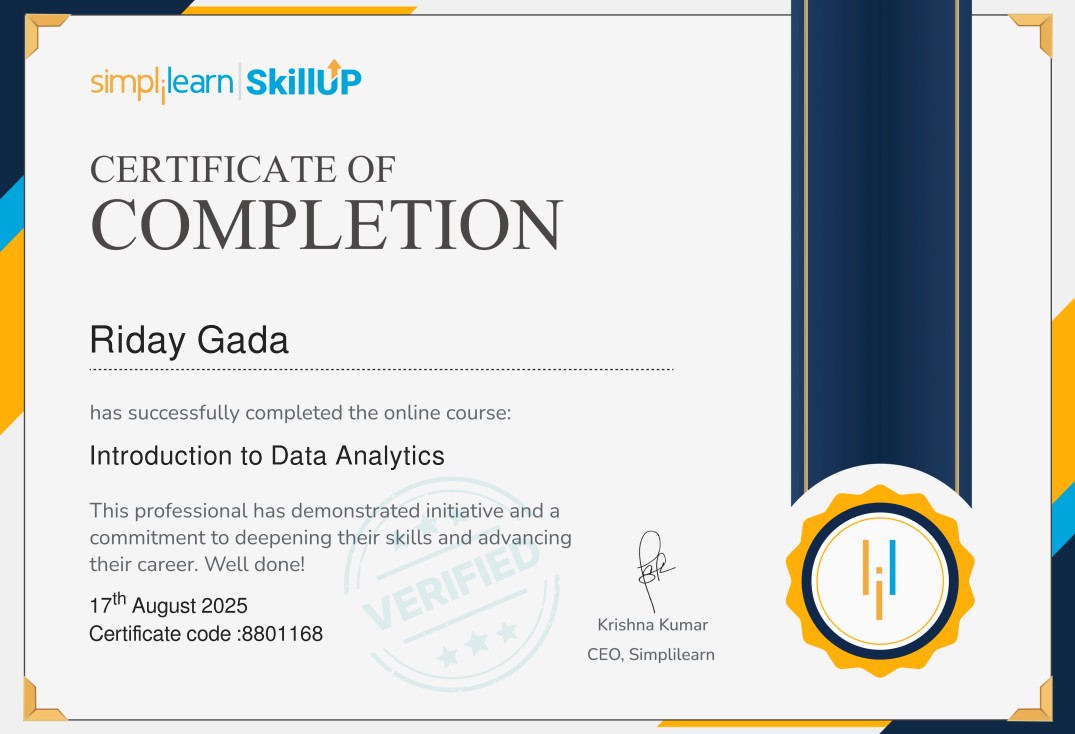 simplilearn | SkillUP
CERTIFICATE OF
COMPLETION
Riday Gada
has successfully completed the online course:
Introduction to Data Analytics
This professional has demonstrated initiative and a
commitment to deepening their skills and advancing
their career. Well done!
VERIFIED
17th August 2025
Certificate code :8801168
Krishna Kumar
CEO, Simplilearn